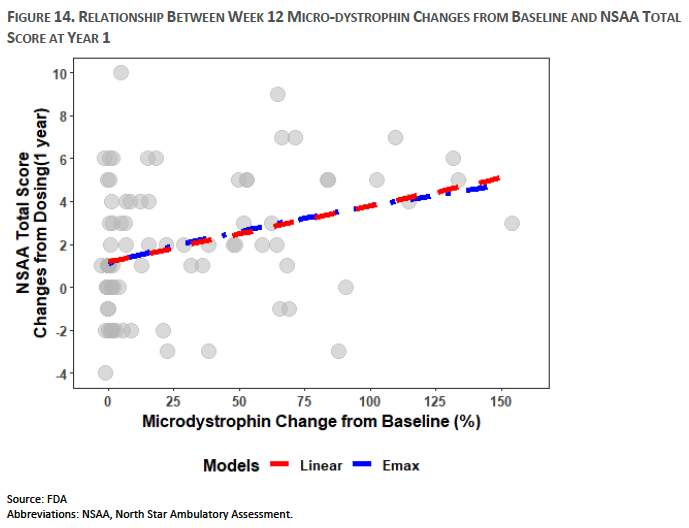 FIGURE 14. RELATIONSHIP BETWEEN WEEK 12 MICRO-DYSTROPHIN CHANGES FROM BASELINE AND NSAA TOTAL
SCORE AT YEAR 1
NSAA Total Score
Changes from Dosing(1 year)
10
8
6
4
2
0
-2
-4
0 25 50 75 100 125 150
Microdystrophin Change from Baseline (%)
Models Linear Emax
Source: FDA
Abbreviations: NSAA, North Star Ambulatory Assessment.